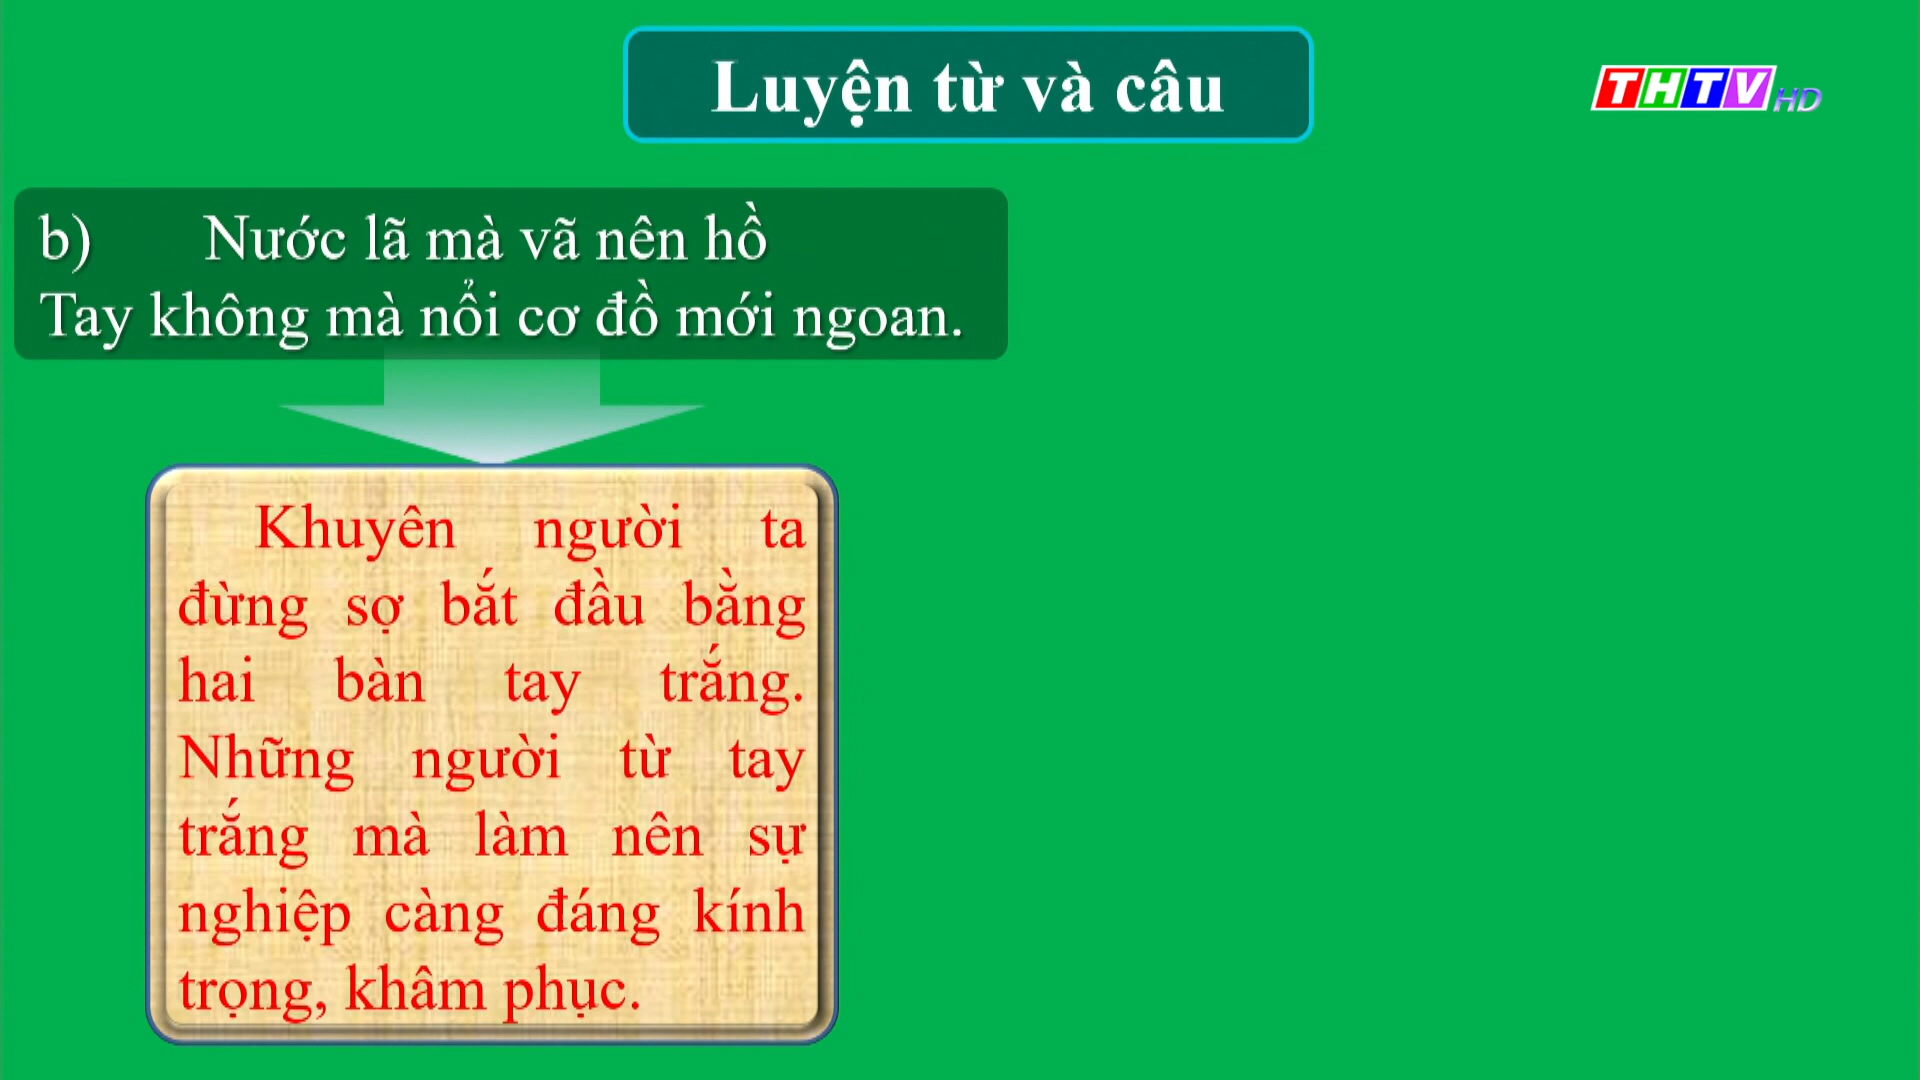 Luyện từ và câu
THTV HD
b) Nước lã mà vã nên hồ
Tay không mà nổi cơ đồ mới ngoan.
Khuyên người ta
đừng sợ bắt đầu bằng
hai bàn tay trắng.
Những người từ tay
trắng mà làm nên sự
nghiệp càng đáng kính
trọng, khâm phục.